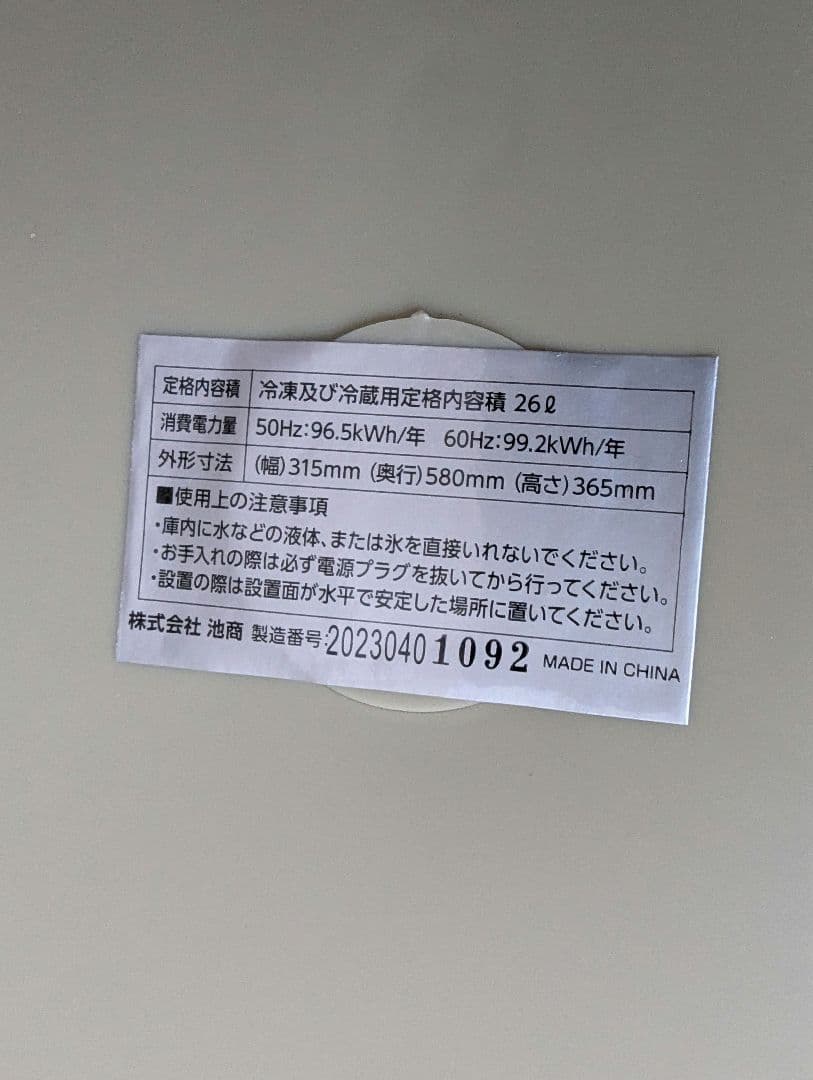 定格内容積 冷凍及び冷蔵用定格内容積 26ℓ
消費電力量 50Hz:96.5kWh/年 60Hz:99.2kWh/年
外形寸法 (幅)315mm (奥行)580mm (高さ)365mm
■使用上の注意事項
・庫内に水などの液体、または氷を直接いれないでください。
・お手入れの際は必ず電源プラグを抜いてから行ってください。
・設置の際は設置面が水平で安定した場所に置いてください。
株式会社 池商 製造番号:202304011092 MADE IN CHINA